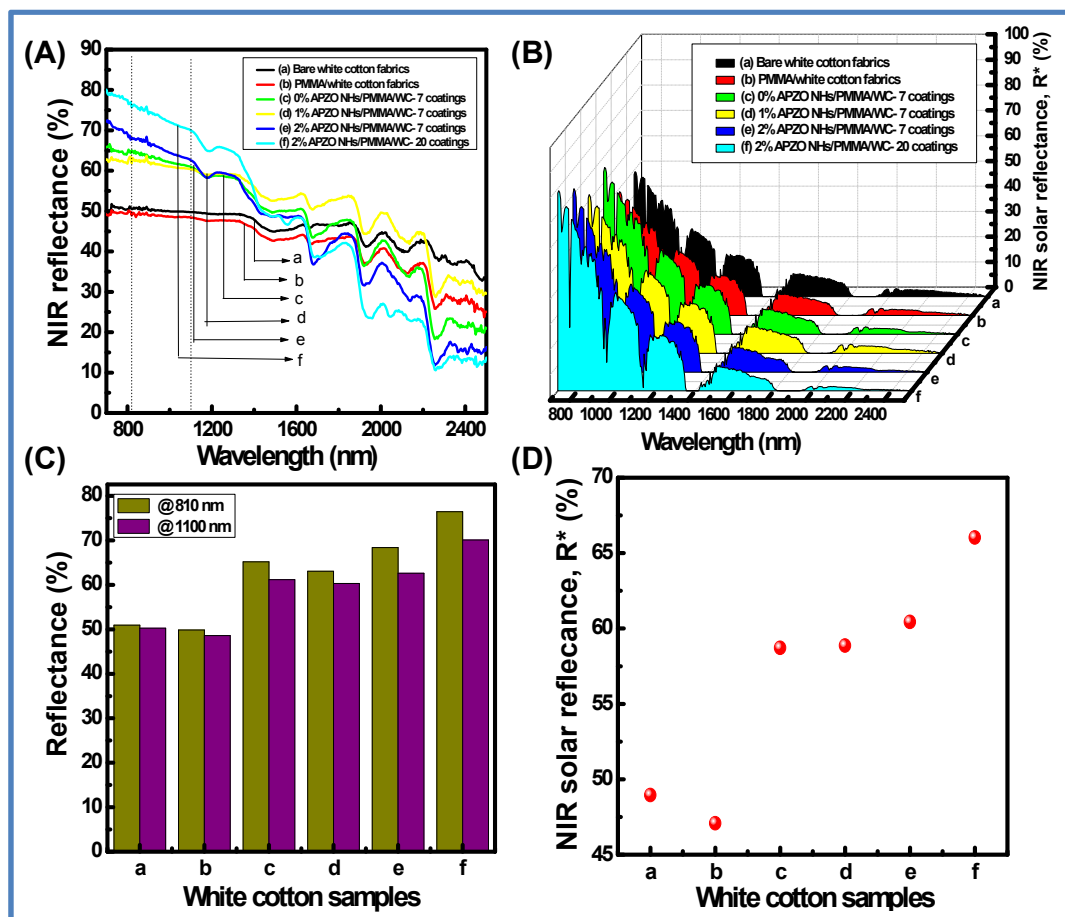 (A)
NIR reflectance (%)
90
80
70
60
50
40
30
20
10
0
(a) Bare white cotton fabrics
(b) PMMA/white cotton fabrics
(c) 0% APZO NHs/PMMA/WC- 7 coatings
(d) 1% APZO NHs/PMMA/WC- 7 coatings
(e) 2% APZO NHs/PMMA/WC- 7 coatings
(f) 2% APZO NHs/PMMA/WC- 20 coatings
a
b
c
d
e
f
800 1200 1600 2000 2400
Wavelength (nm)
(B)
(a) Bare white cotton fabrics
(b) PMMA/white cotton fabrics
(c) 0% APZO NHs/PMMA/WC- 7 coatings
(d) 1% APZO NHs/PMMA/WC- 7 coatings
(e) 2% APZO NHs/PMMA/WC- 7 coatings
(f) 2% APZO NHs/PMMA/WC- 20 coatings
100
90
80
70
60
50
40
30
20
10
0
NIR solar reflectance, R* (%)
a
b
c
d
e
f
800 1000 1200 1400 1600 1800 2000 2200 2400
Wavelength (nm)
(C)
Reflectance (%)
80
70
60
50
40
30
20
10
0
@810 nm
@1100 nm
a b c d e f
White cotton samples
(D)
NIR solar reflecance, R* (%)
70
65
60
55
50
45
a b c d e f
White cotton samples